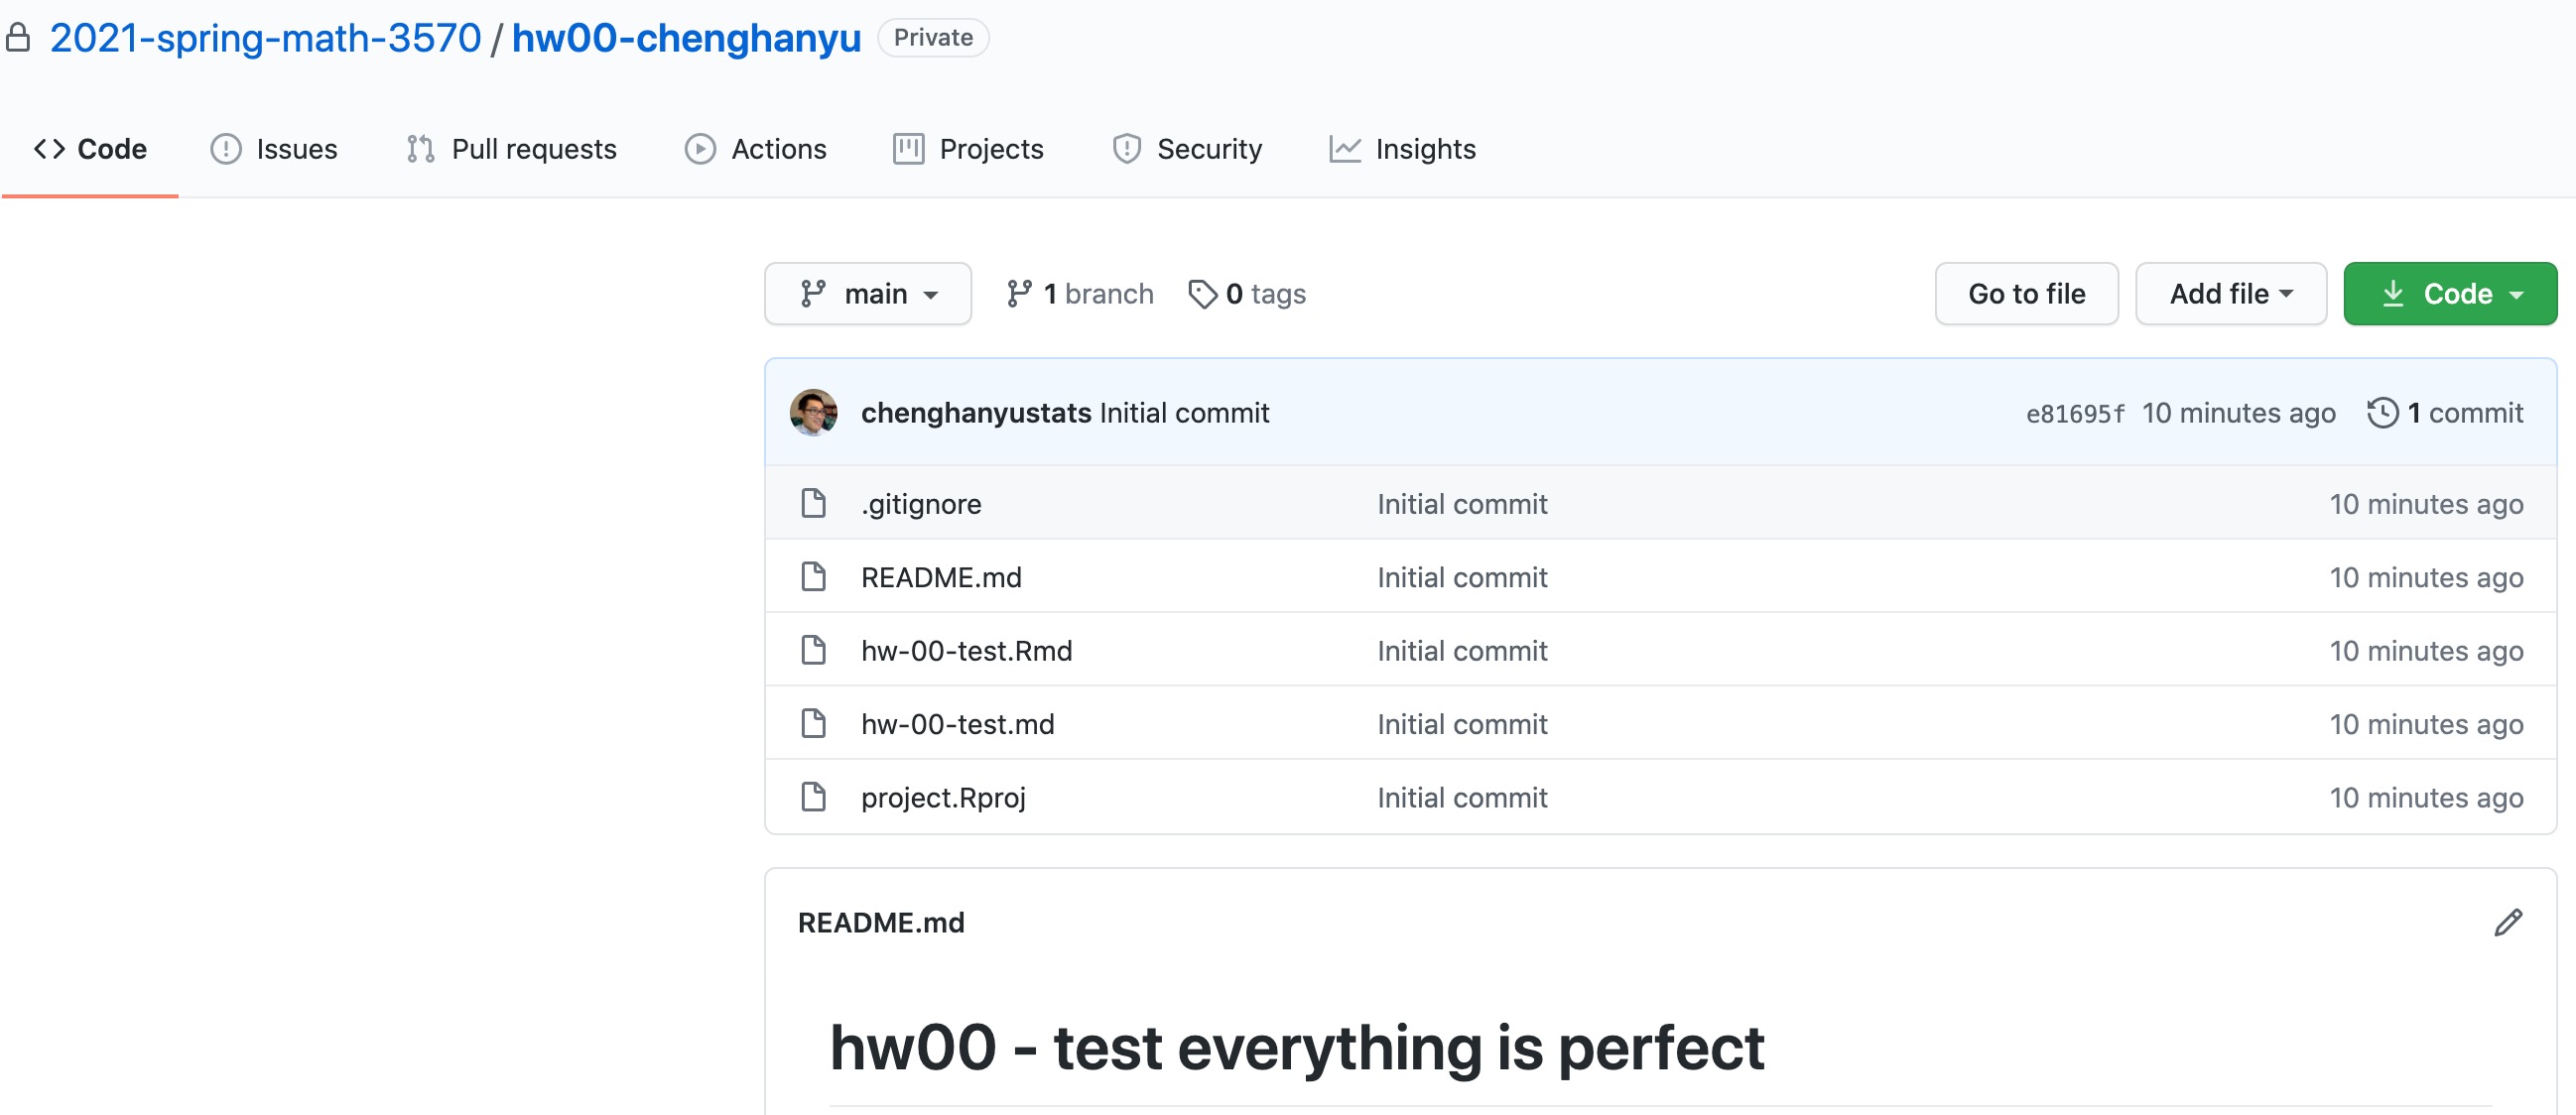 2021-spring-math-3570 / hw00-chenghanyu Private
Code Issues Pull requests Actions Projects Security Insights
main 1 branch 0 tags Go to file Add file Code
chenghanyustats Initial commit e81695f 10 minutes ago 1 commit
.gitignore Initial commit 10 minutes ago
README.md Initial commit 10 minutes ago
hw-00-test.Rmd Initial commit 10 minutes ago
hw-00-test.md Initial commit 10 minutes ago
project.Rproj Initial commit 10 minutes ago
README.md
hw00 - test everything is perfect